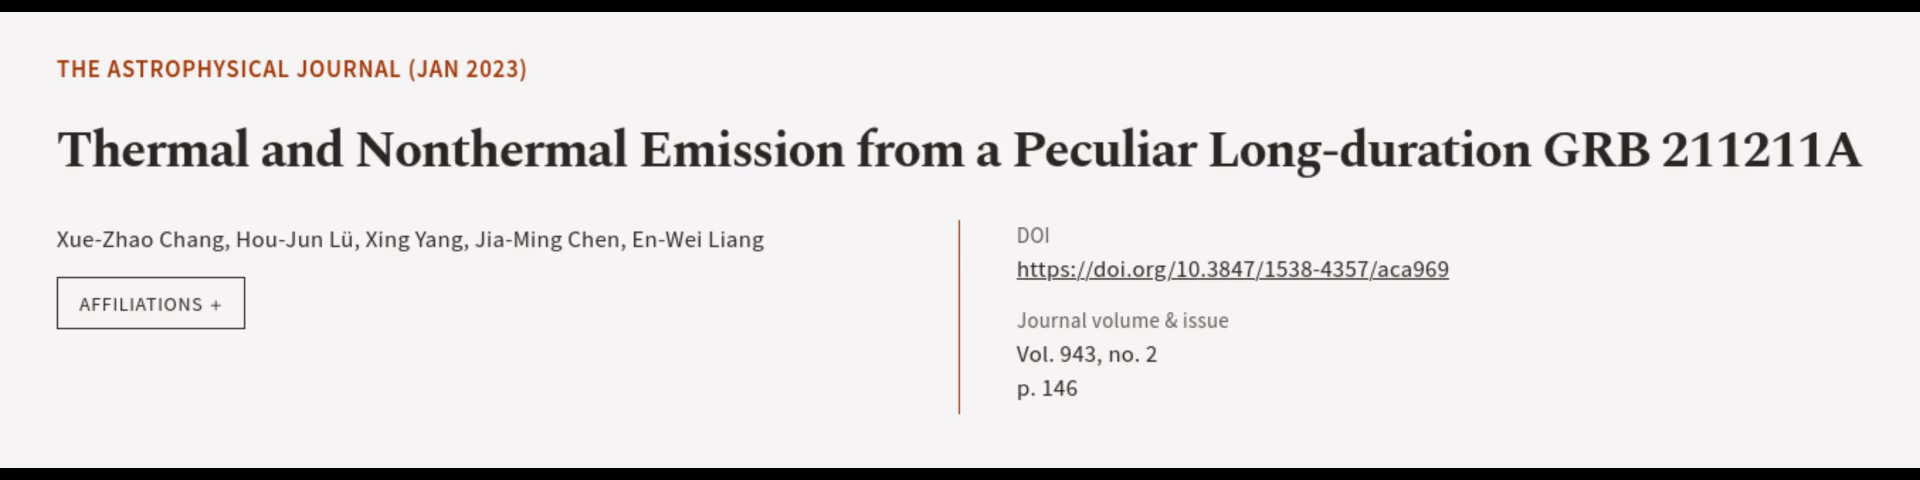 THE ASTROPHYSICAL JOURNAL (JAN 2023)
Thermal and Nonthermal Emission from a Peculiar Long-duration GRB 211211A
Xue-Zhao Chang, Hou-Jun Lü, Xing Yang, Jia-Ming Chen, En-Wei Liang
AFFILIATIONS +
DOI
https://doi.org/10.3847/1538-4357/aca969
Journal volume & issue
Vol. 943, no. 2
p. 146